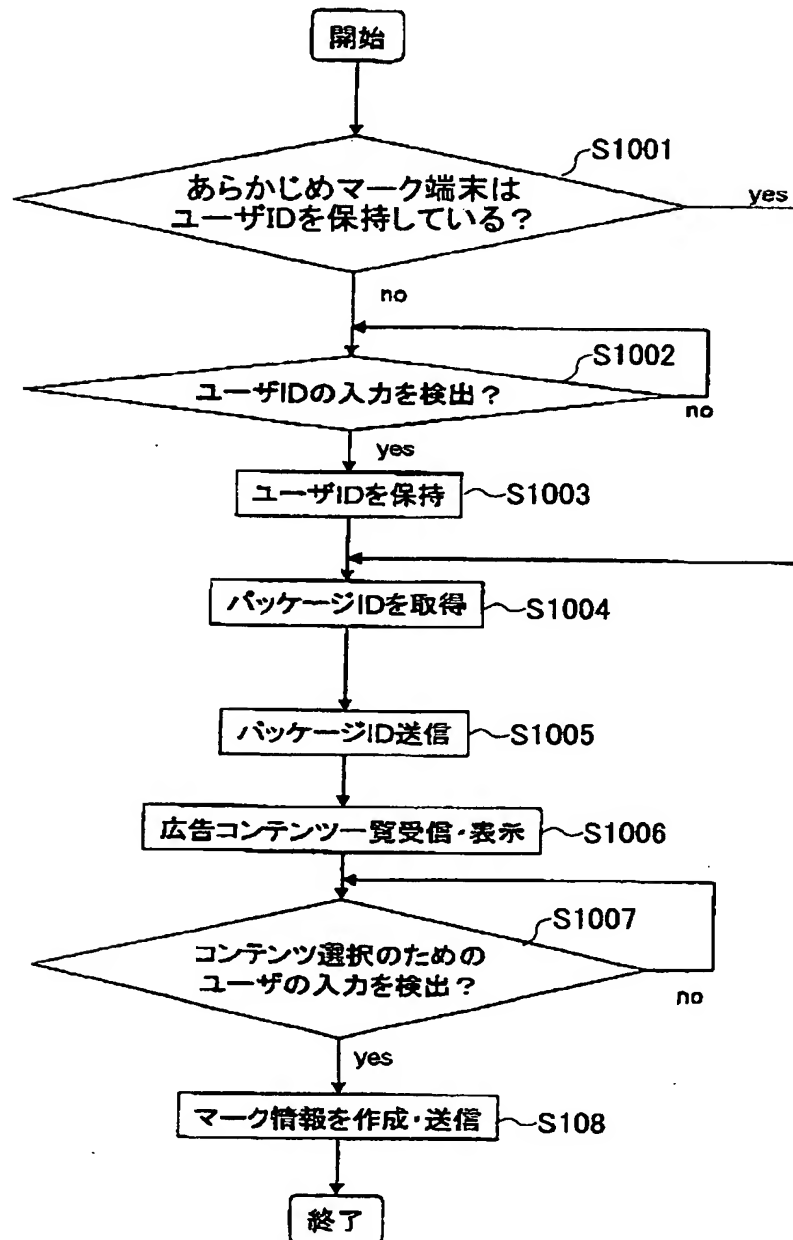 開始
S1001
あらかじめマーク端末は
ユーザIDを保持している？
yes
no
S1002
ユーザIDの入力を検出？
no
yes
ユーザIDを保持
S1003
パッケージIDを取得
S1004
パッケージID送信
S1005
広告コンテンツ一覧受信・表示
S1006
S1007
コンテンツ選択のための
ユーザの入力を検出？
no
yes
マーク情報を作成・送信
S108
終了